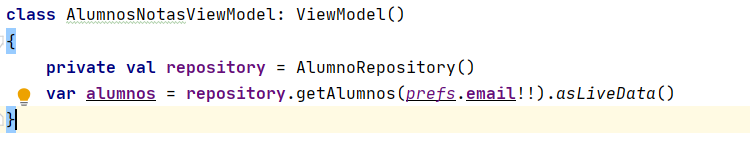 class AlumnosNotasViewModel: ViewModel()
{
    private val repository = AlumnoRepository()
    var alumnos = repository.getAlumnos(prefs.email!!).asLiveData()
}